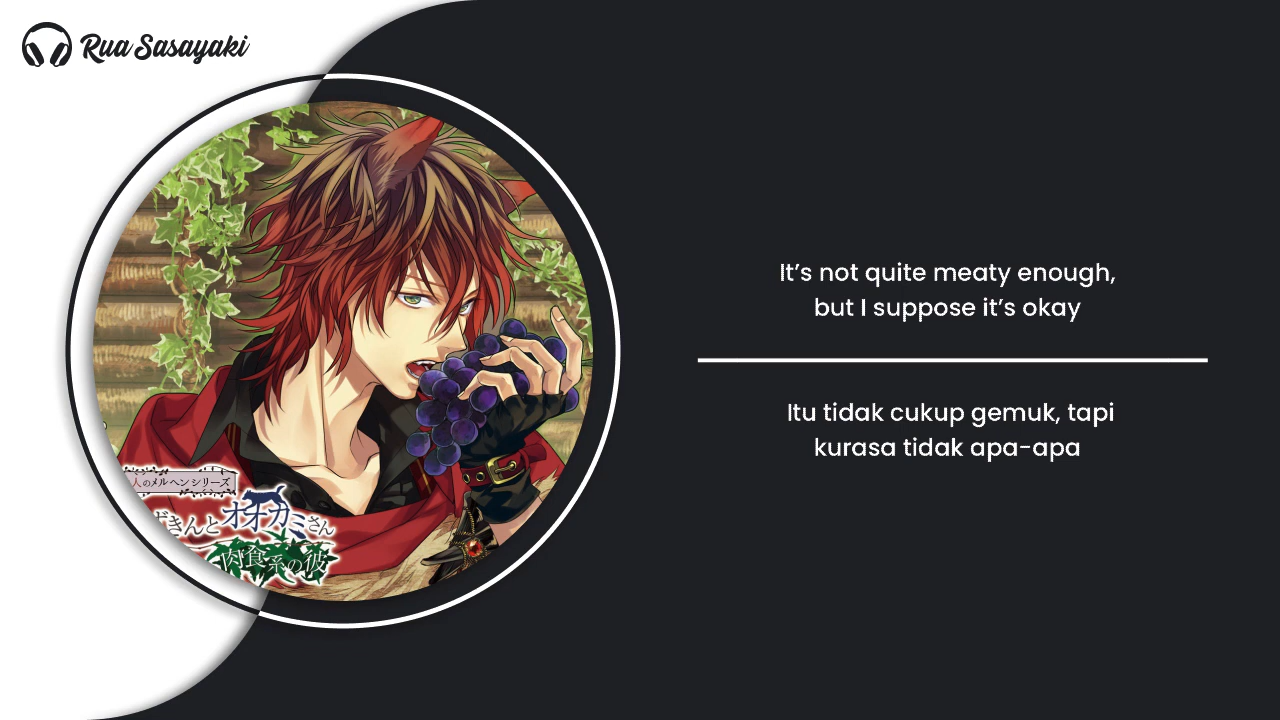 Rua Sasayaki
It's not quite meaty enough,
but I suppose it's okay
Itu tidak cukup gemuk, tapi
kurasa tidak apa-apa
人のメルヘンシリーズ
ずきんとオオカミさん
肉食系の彼